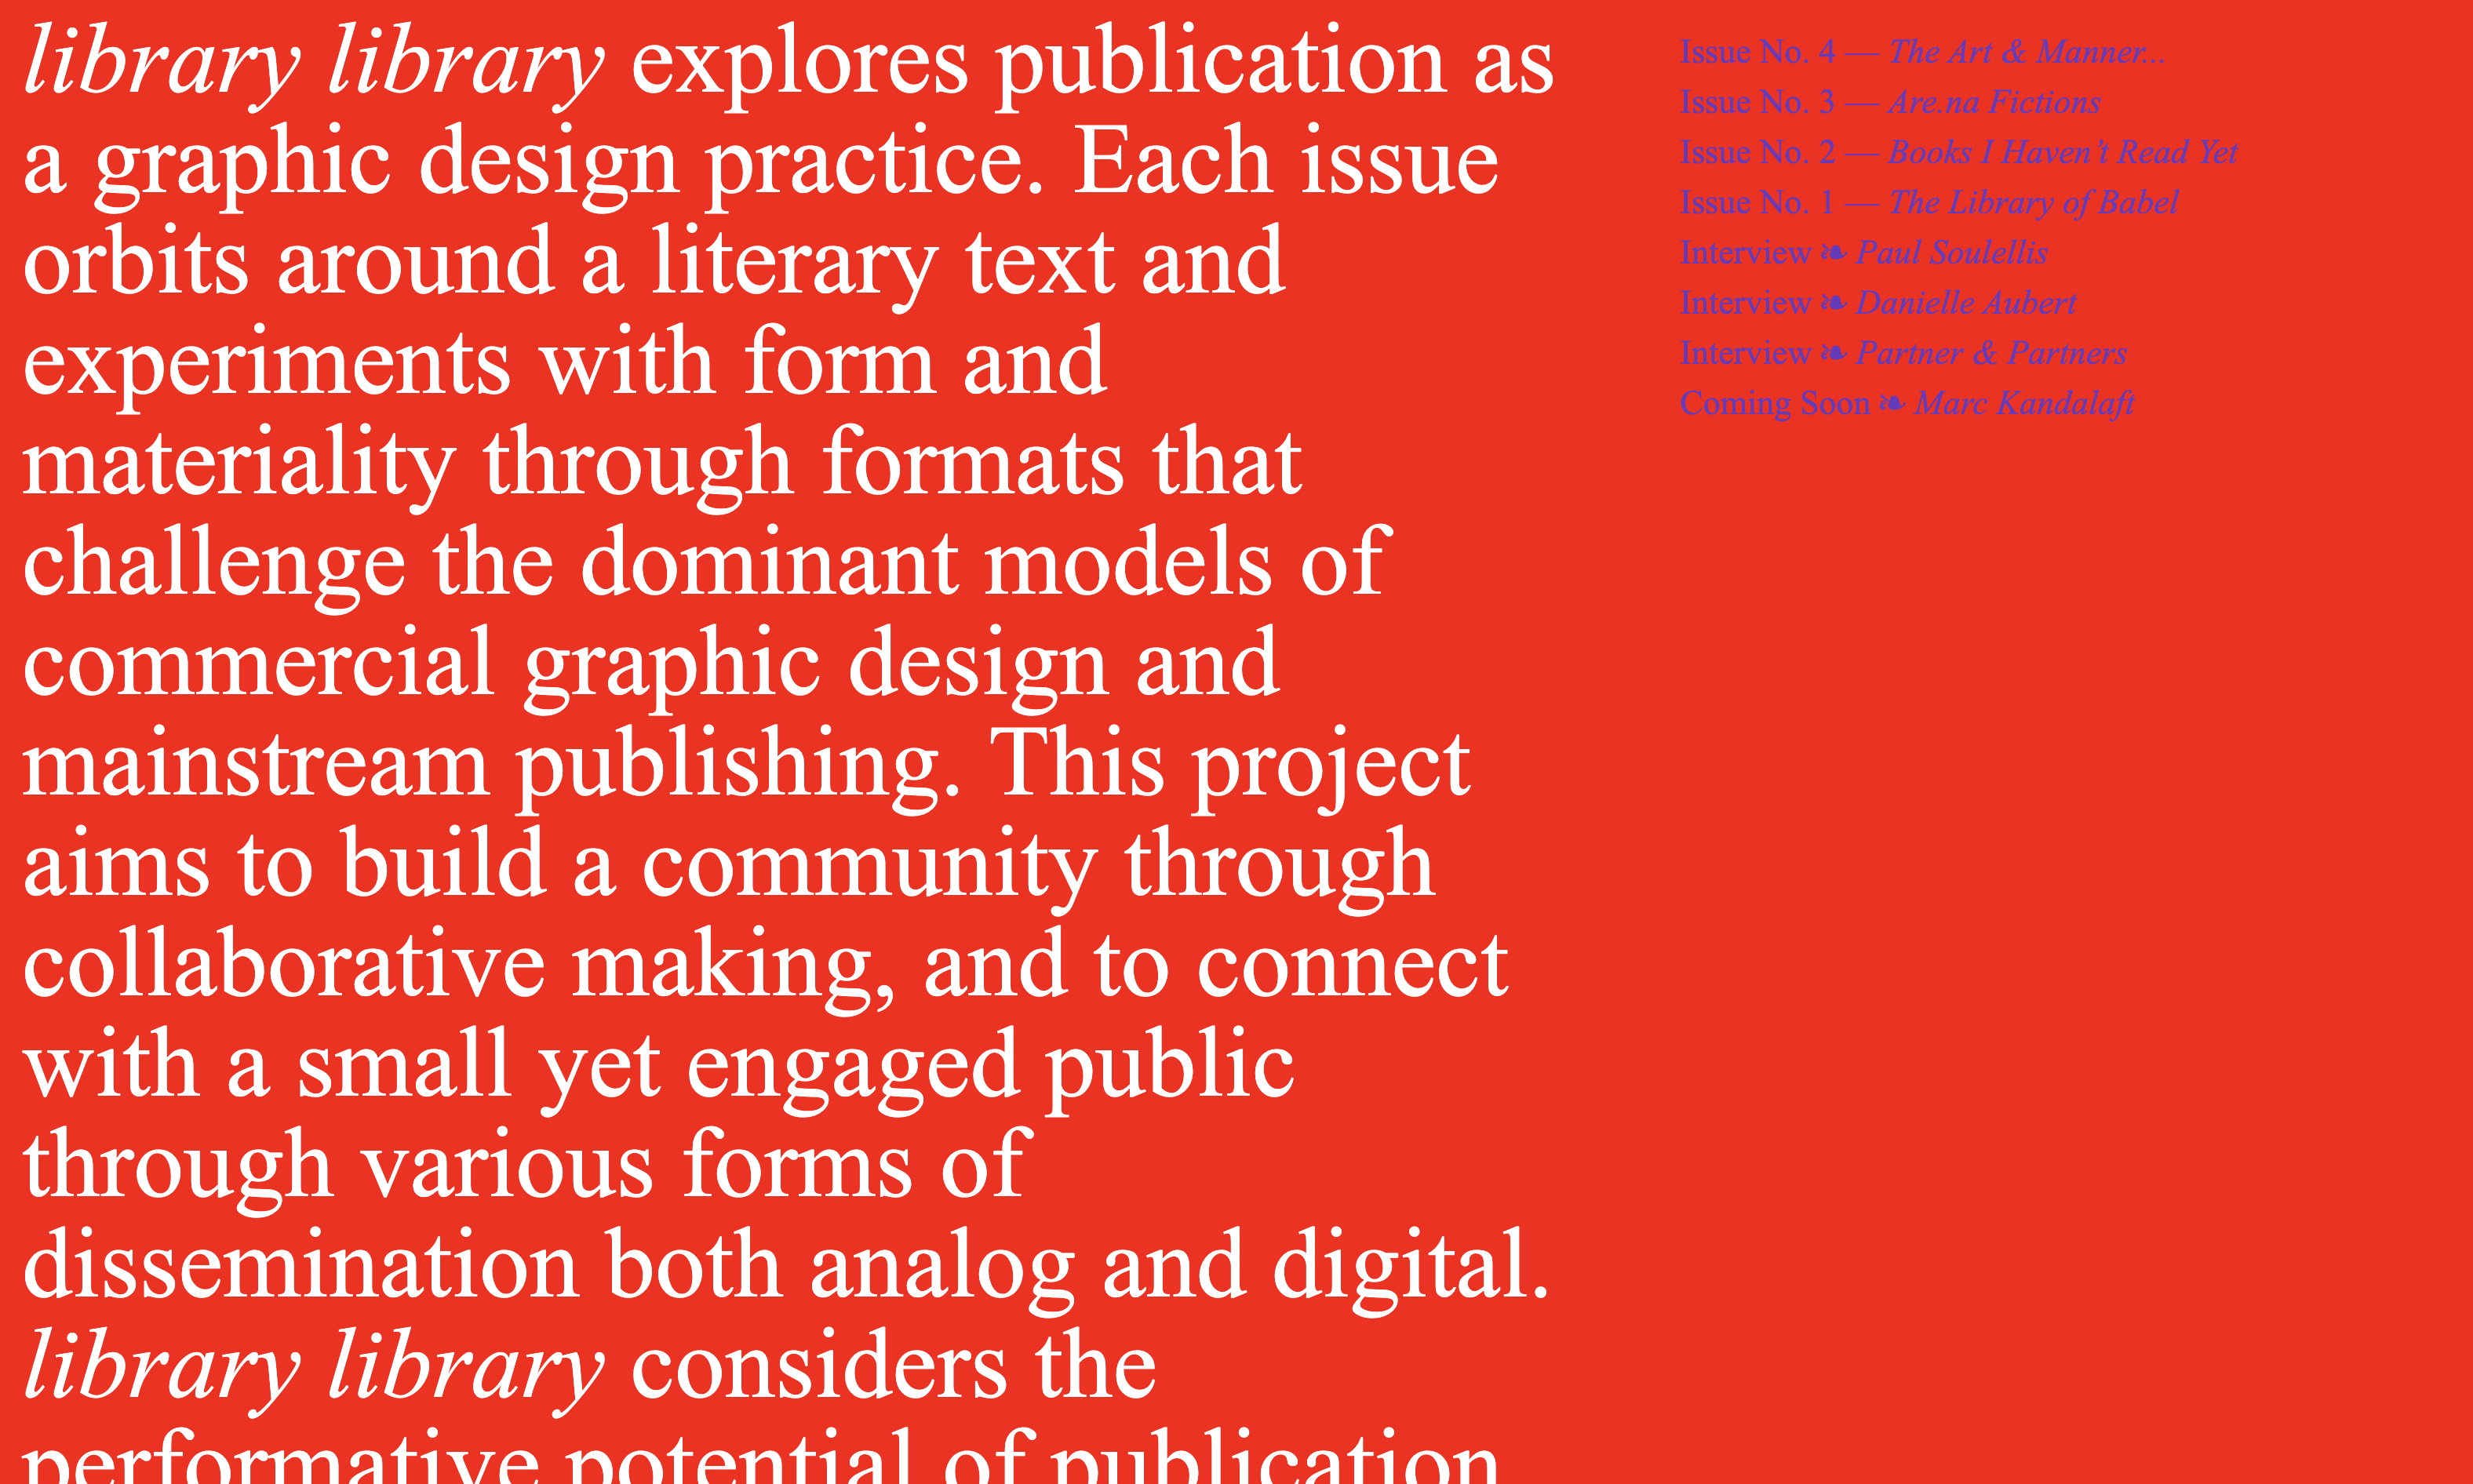 library library explores publication as
a graphic design practice. Each issue
orbits around a literary text and
experiments with form and
materiality through formats that
challenge the dominant models of
commercial graphic design and
mainstream publishing. This project
aims to build a community through
collaborative making, and to connect
with a small yet engaged public
through various forms of
dissemination both analog and digital.
library library considers the
performative potential of publication
Issue No. 4 — The Art & Manner...
Issue No. 3 — Are.na Fictions
Issue No. 2 — Books I Haven’t Read Yet
Issue No. 1 — The Library of Babel
Interview ❧ Paul Soulellis
Interview ❧ Danielle Aubert
Interview ❧ Partner & Partners
Coming Soon ❧ Marc Kandalaft